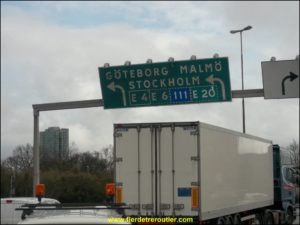 GÖTEBORG MALMÖ
STOCKHOLM
E 4 E 6 111 E 20
www.fierdetreroutier.com